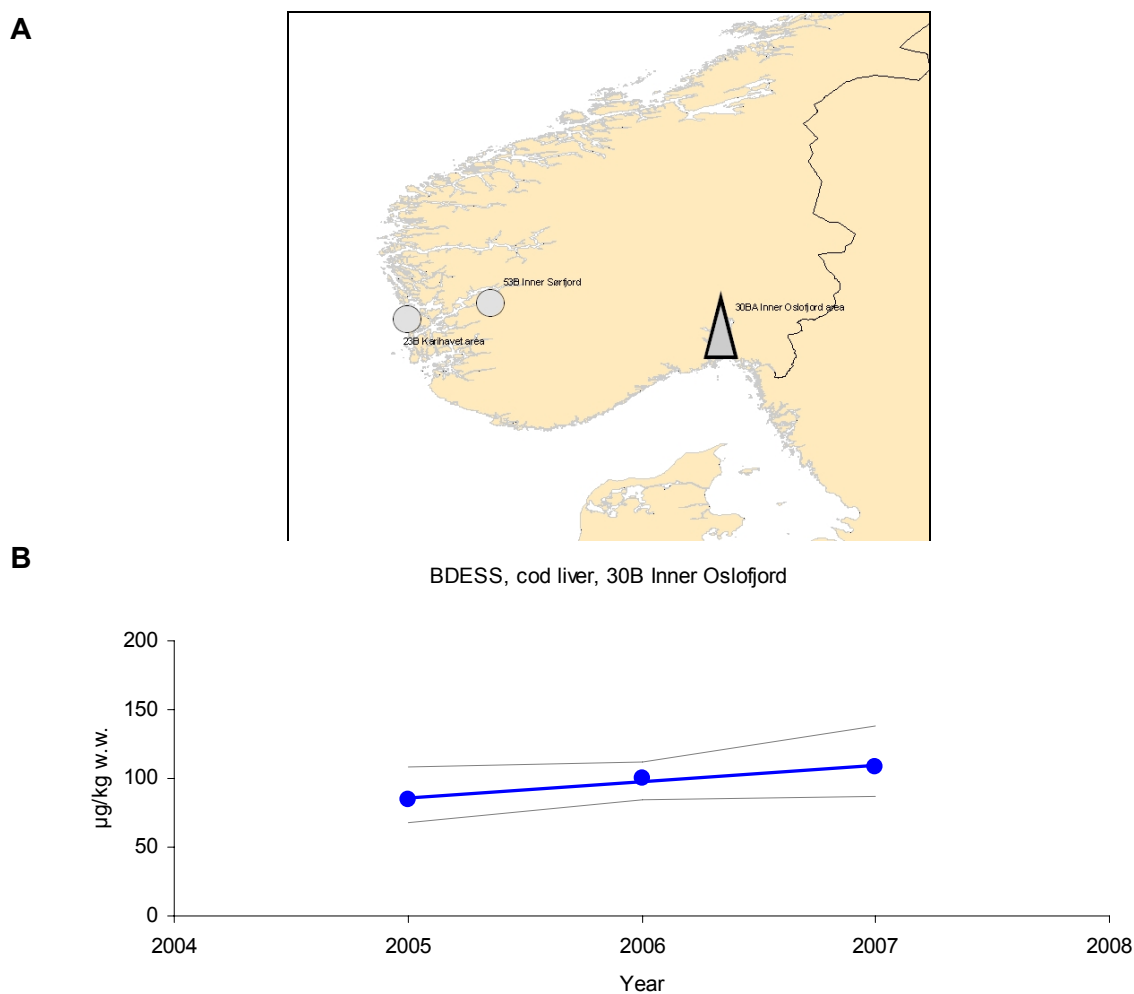 A
53B Inner Sørfjord
30BA Inner Oslofjord area
23B Karihavet area
B
BDESS, cod liver, 30B Inner Oslofjord
200
150
100
50
0
µg/kg w.w.
2004 2005 2006 2007 2008
Year